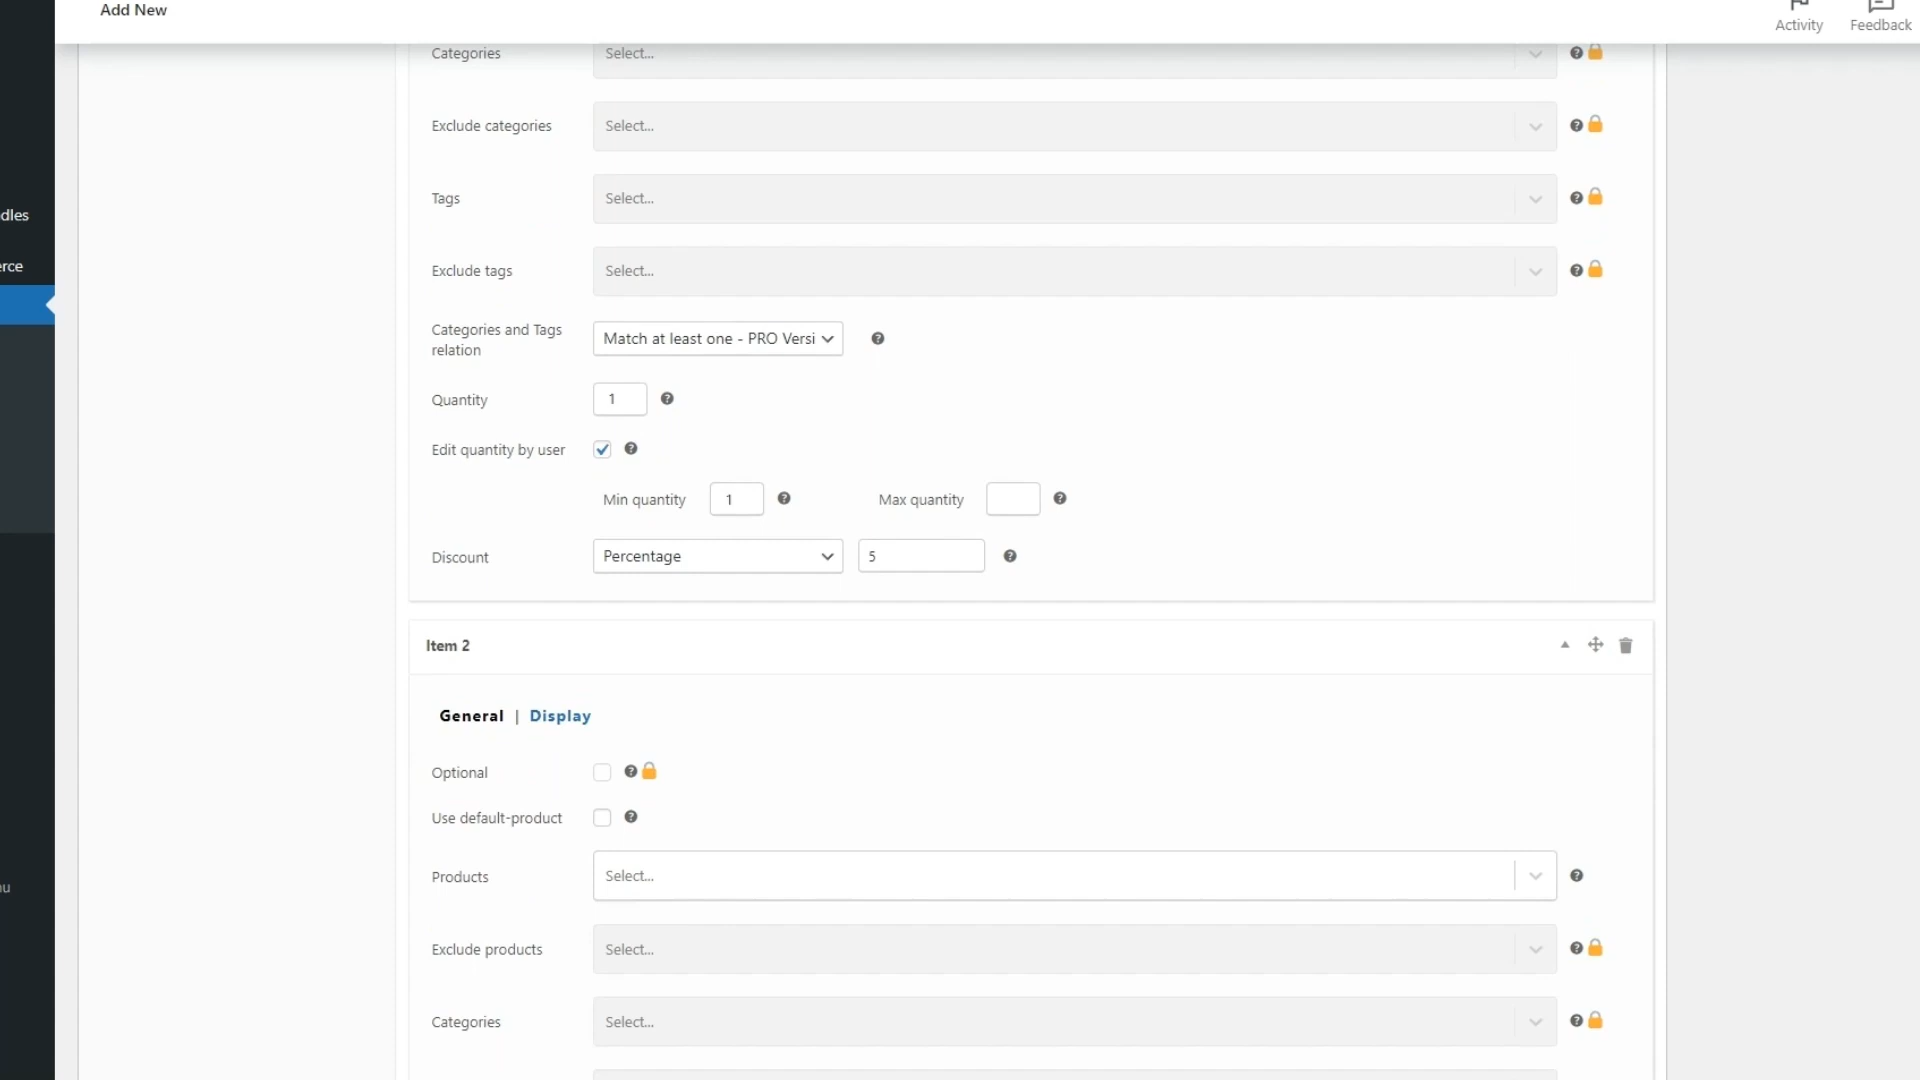 Add New
Activity
Feedback
Categories
Select...
Exclude categories
Select...
Tags
Select...
dles
erce
Exclude tags
Select...
Categories and Tags
relation
Match at least one - PRO Versi
Quantity
1
Edit quantity by user
Min quantity
1
Max quantity
Discount
Percentage
5
Item 2
General | Display
Optional
Use default-product
Products
Select...
nu
Exclude products
Select...
Categories
Select...